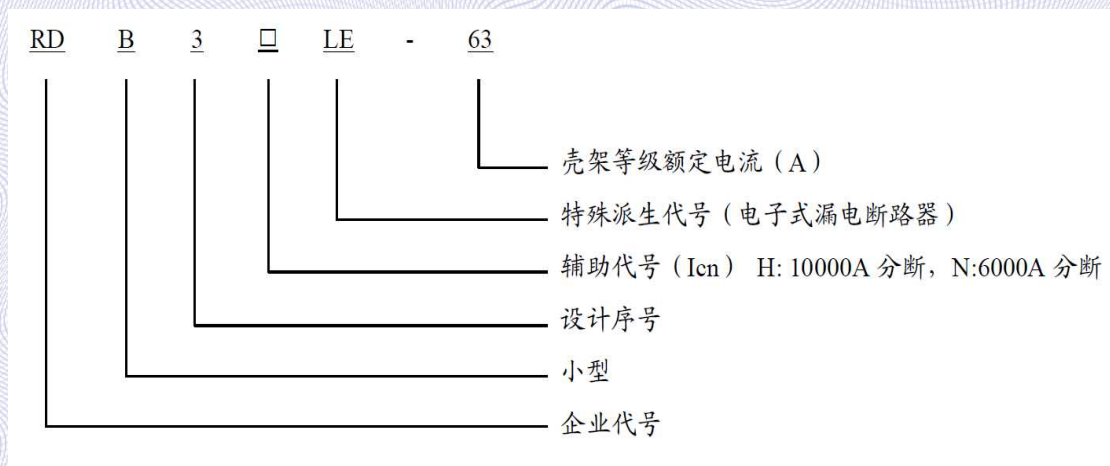 RD B 3 □ LE - 63
壳架等级额定电流（A）
特殊派生代号（电子式漏电断路器）
辅助代号（Icn） H: 10000A 分断，N:6000A 分断
设计序号
小型
企业代号